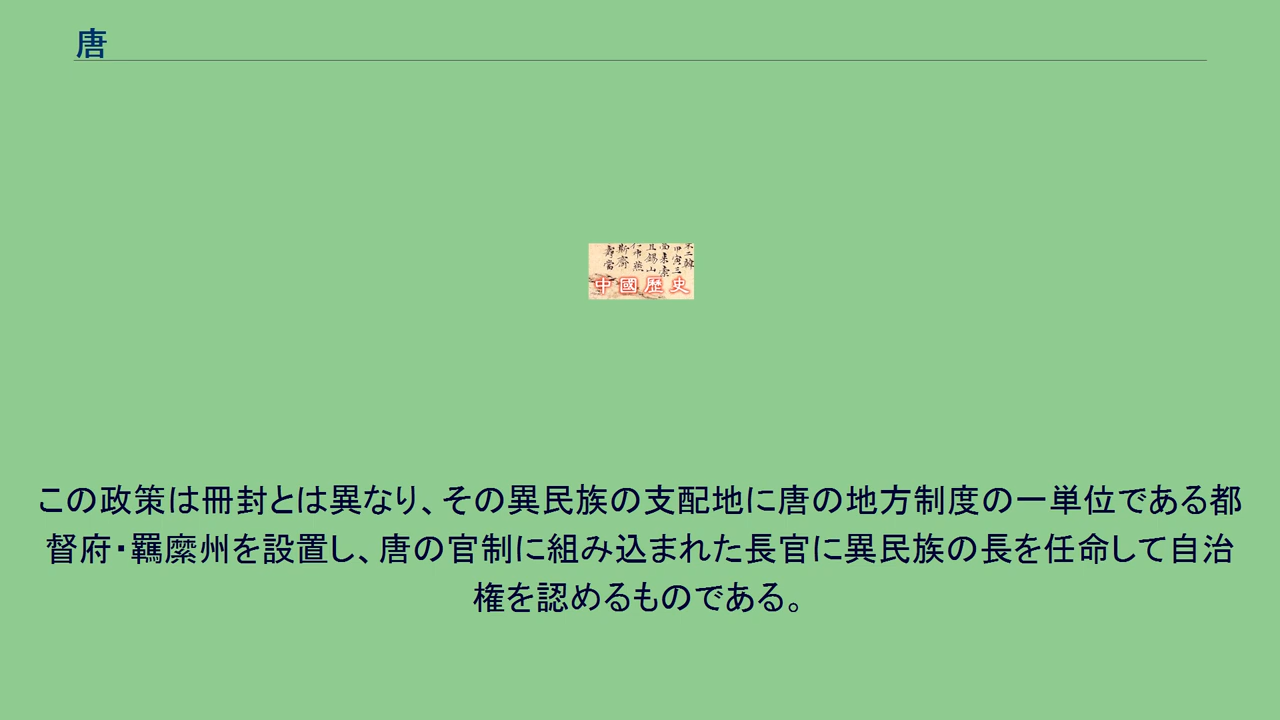 唐
中國歷史
この政策は冊封とは異なり、その異民族の支配地に唐の地方制度の一単位である都
督府・羈縻州を設置し、唐の官制に組み込まれた長官に異民族の長を任命して自治
権を認めるものである。